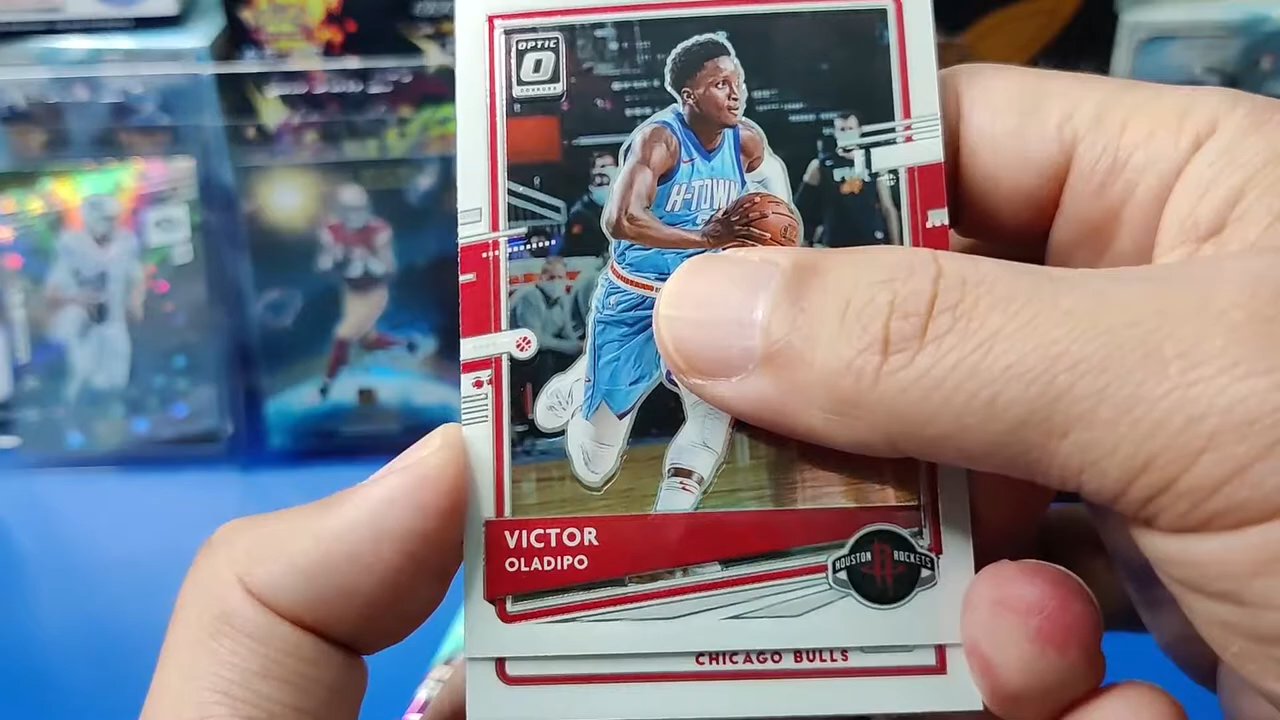 OPTIC
DONRUSS
H-TOWN
VICTOR
OLADIPO
HOUSTON R ROCKETS
CHICAGO BULLS